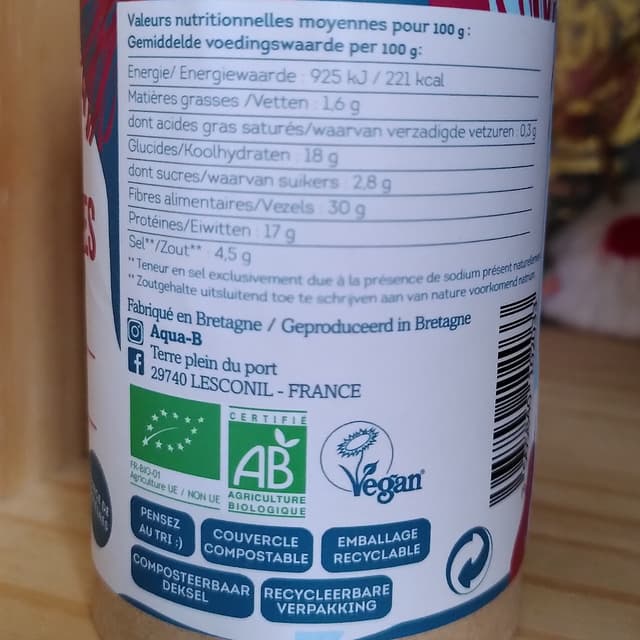 Valeurs nutritionnelles moyennes pour 100 g :
Gemiddelde voedingswaarde per 100 g:
Energie/ Energiewaarde : 925 kJ / 221 kcal
Matières grasses /Vetten : 1,6 g
dont acides gras saturés/waarvan verzadigde vetzuren : 0,3 g
Glucides/Koolhydraten : 18 g
dont sucres/waarvan suikers : 2,8 g
Fibres alimentaires/Vezels : 30 g
Protéines/Eiwitten : 17 g
Sel**/Zout** : 4,5 g
** Teneur en sel exclusivement due à la présence de sodium présent
** Zoutgehalte uitsluitend toe te schrijven aan van nature voorkomend natrium
Fabriqué en Bretagne / Geproduceerd in Bretagne
Aqua-B
Terre plein du port
29740 LESCONIL - FRANCE
FR-BIO-01
Agriculture UE / NON UE
CERTIFIÉ
AB
AGRICULTURE
BIOLOGIQUE
Vegan
PENSEZ
AU TRI :)
COUVERCLE
COMPOSTABLE
EMBALLAGE
RECYCLABLE
COMPOSTEERBAAR
DEKSEL
RECYCLEERBARE
VERPAKKING